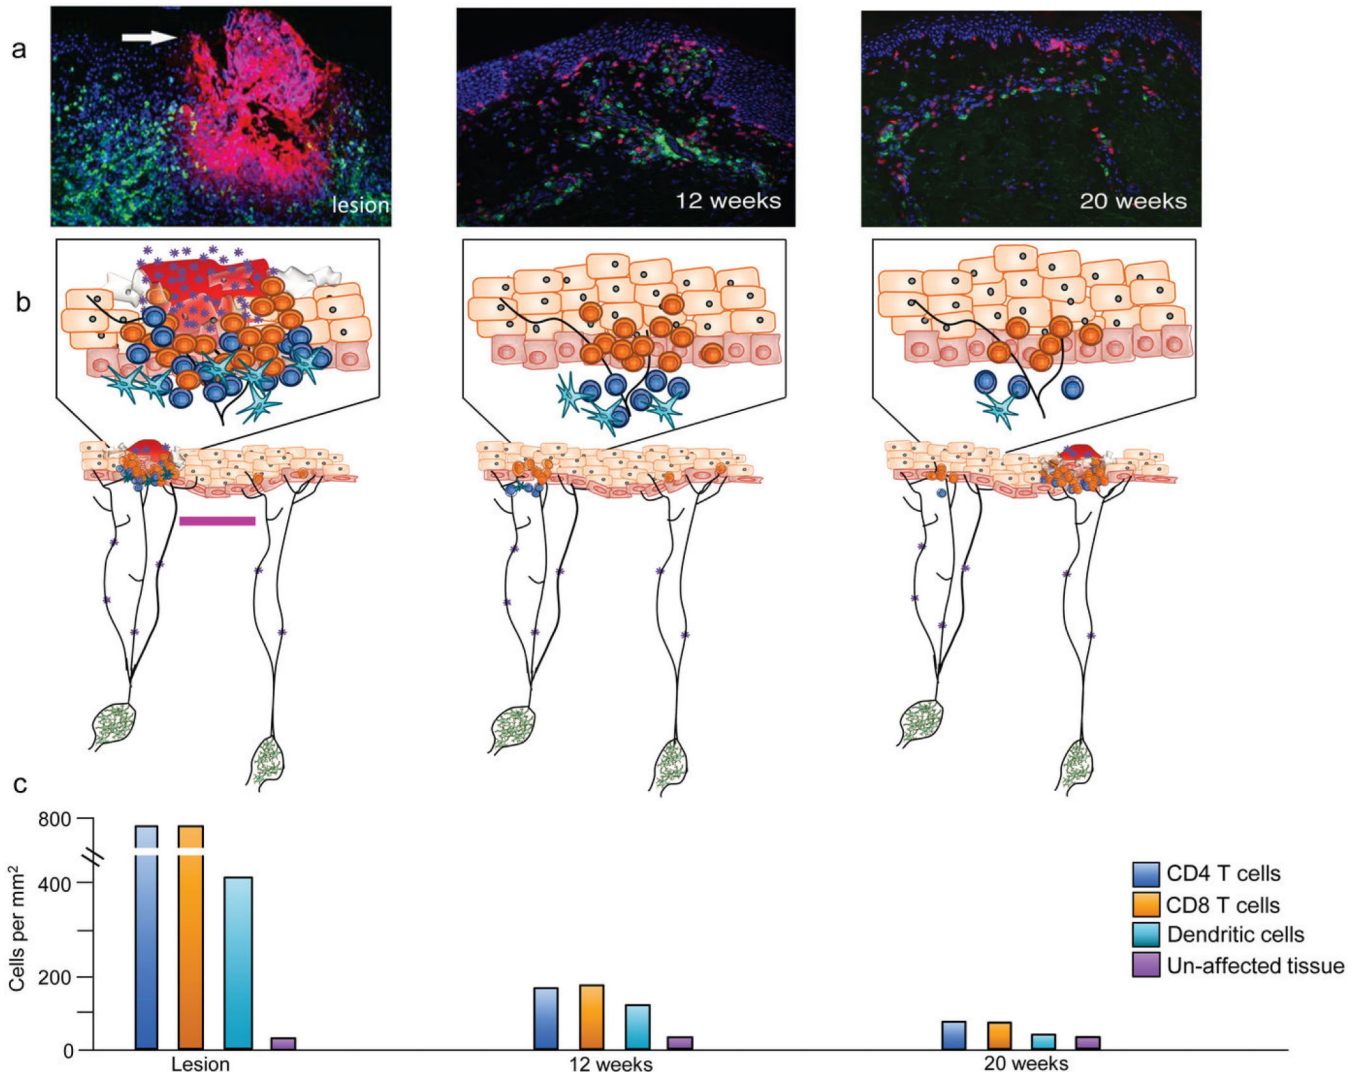 a
lesion
12 weeks
20 weeks
b
c
800
400
200
0
Cells per mm²
Lesion
12 weeks
20 weeks
CD4 T cells
CD8 T cells
Dendritic cells
Un-affected tissue